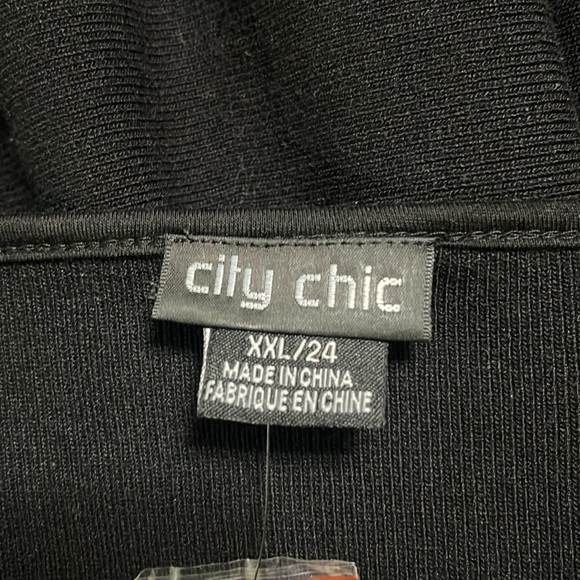 city chic
XXL/24
MADE IN CHINA
FABRIQUE EN CHINE